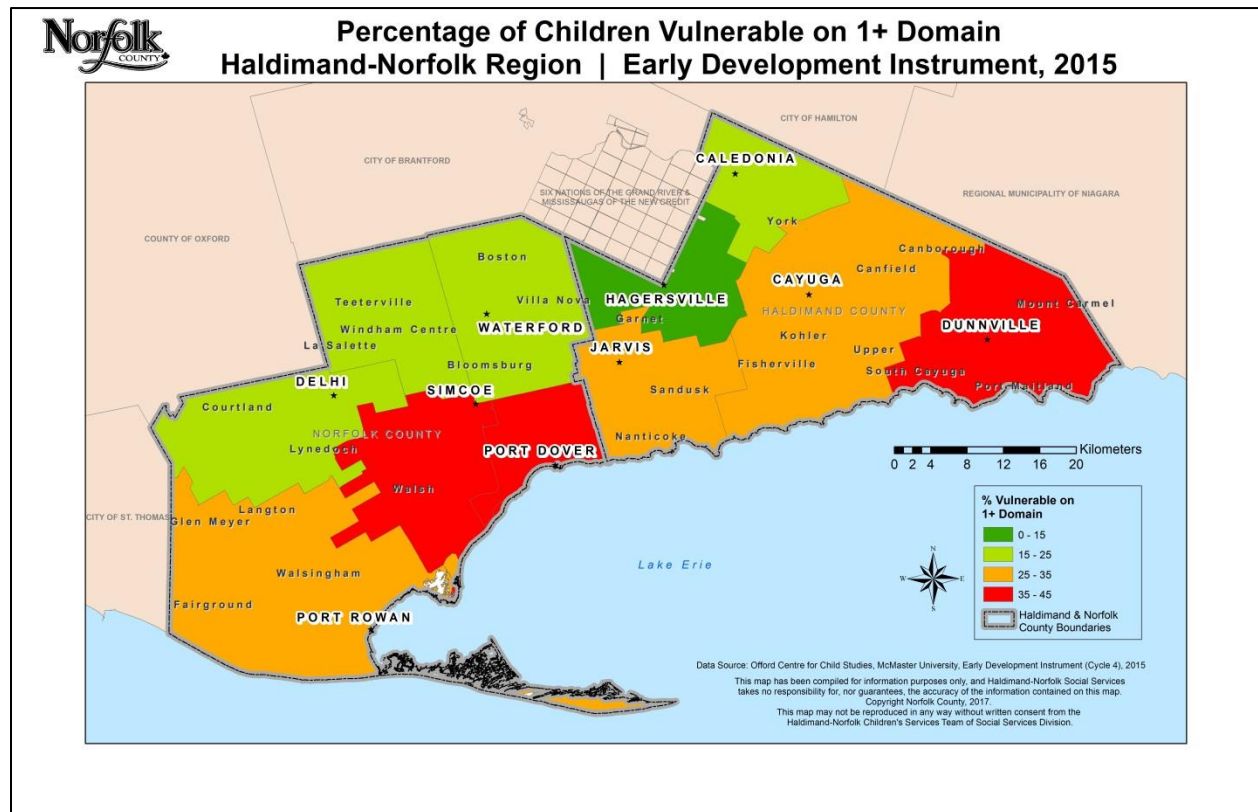 Norfolk
COUNTY
Percentage of Children Vulnerable on 1+ Domain
Haldimand-Norfolk Region | Early Development Instrument, 2015
CITY OF HAMILTON
CITY OF BRANTFORD
CALEDONIA
SIX NATIONS OF THE GRAND RIVER &
MISSISSAUGAS OF THE NEW CREDIT
REGIONAL MUNICIPALITY OF NIAGARA
COUNTY OF OXFORD
York
Canborough
Boston
Canfield
CAYUGA
Teeterville
Villa Nova
HAGERSVILLE
Mount Carmel
HALDIMAND COUNTY
Garnet
WATERFORD
Windham Centre
DUNNVILLE
Kohler
La Salette
JARVIS
Upper
Bloomsburg
Fisherville
South Cayuga
DELHI
SIMCOE
Sandusk
Port Maitland
Courtland
NORFOLK COUNTY
Nanticoke
Lynedoch
PORT DOVER
Kilometers
0 2 4 8 12 16 20
Walsh
% Vulnerable on
1+ Domain
Langton
CITY OF ST. THOMAS
Glen Meyer
0 - 15
15 - 25
25 - 35
35 - 45
Haldimand & Norfolk
County Boundaries
N
W
E
S
Lake Erie
Walsingham
Fairground
PORT ROWAN
Data Source: Offord Centre for Child Studies, McMaster University, Early Development Instrument (Cycle 4), 2015
This map has been compiled for information purposes only, and Haldimand-Norfolk Social Services
takes no responsibility for, nor guarantees, the accuracy of the information contained on this map.
Copyright Norfolk County, 2017.
This map may not be reproduced in any way without written consent from the
Haldimand-Norfolk Children's Services Team of Social Services Division.